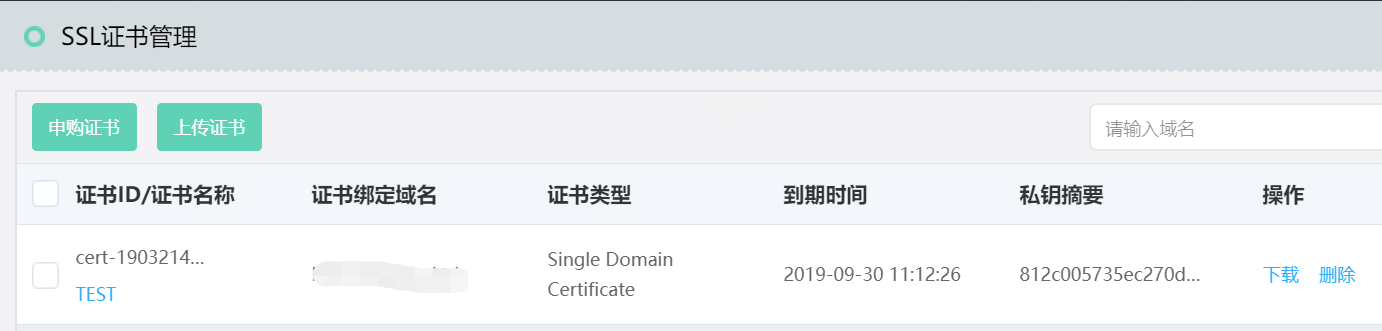 SSL证书管理
申购证书 上传证书 请输入域名
证书ID/证书名称 证书绑定域名 证书类型 到期时间 私钥摘要 操作
cert-1903214... Single Domain Certificate 2019-09-30 11:12:26 812c005735ec270d... 下载 删除
TEST